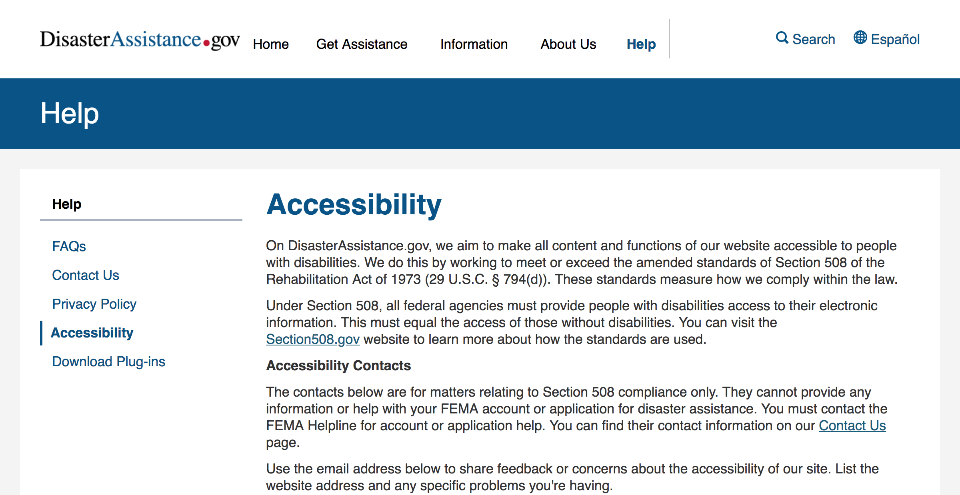 DisasterAssistance.gov
Home
Get Assistance
Information
About Us
Help
Search
Español
Help
Help
FAQs
Contact Us
Privacy Policy
Accessibility
Download Plug-ins
Accessibility
On DisasterAssistance.gov, we aim to make all content and functions of our website accessible to people
with disabilities. We do this by working to meet or exceed the amended standards of Section 508 of the
Rehabilitation Act of 1973 (29 U.S.C. § 794(d)). These standards measure how we comply within the law.
Under Section 508, all federal agencies must provide people with disabilities access to their electronic
information. This must equal the access of those without disabilities. You can visit the
Section508.gov website to learn more about how the standards are used.
Accessibility Contacts
The contacts below are for matters relating to Section 508 compliance only. They cannot provide any
information or help with your FEMA account or application for disaster assistance. You must contact the
FEMA Helpline for account or application help. You can find their contact information on our Contact Us
page.
Use the email address below to share feedback or concerns about the accessibility of our site. List the
website address and any specific problems you're having.